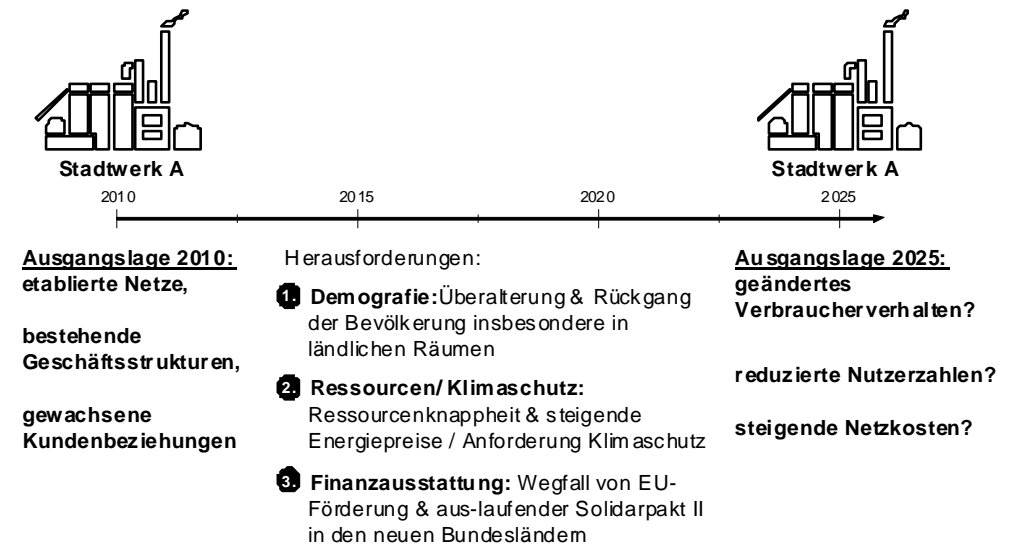 Stadtwerk A
Stadtwerk A
2010
2015
2020
2025
Ausgangslage 2010:
etablierte Netze,
bestehende
Geschäftsstrukturen,
gewachsene
Kundenbeziehungen
Herausforderungen:
1. Demografie:Überalterung & Rückgang
der Bevölkerung insbesondere in
ländlichen Räumen
2. Ressourcen/Klimaschutz:
Ressourcenknappheit & steigende
Energiepreise / Anforderung Klimaschutz
3. Finanzausstattung: Wegfall von EU-
Förderung & aus-laufender Solidarpakt II
in den neuen Bundesländern
Ausgangslage 2025:
geändertes
Verbraucherverhalten?
reduzierte Nutzerzahlen?
steigende Netzkosten?